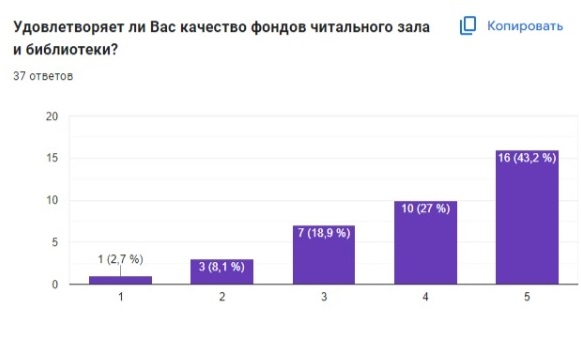 Удовлетворяет ли Вас качество фондов читального зала
и библиотеки?
Копировать
37 ответов
20
15
10
5
0
1 (2,7 %)
3 (8,1 %)
7 (18,9 %)
10 (27 %)
16 (43,2 %)
1
2
3
4
5